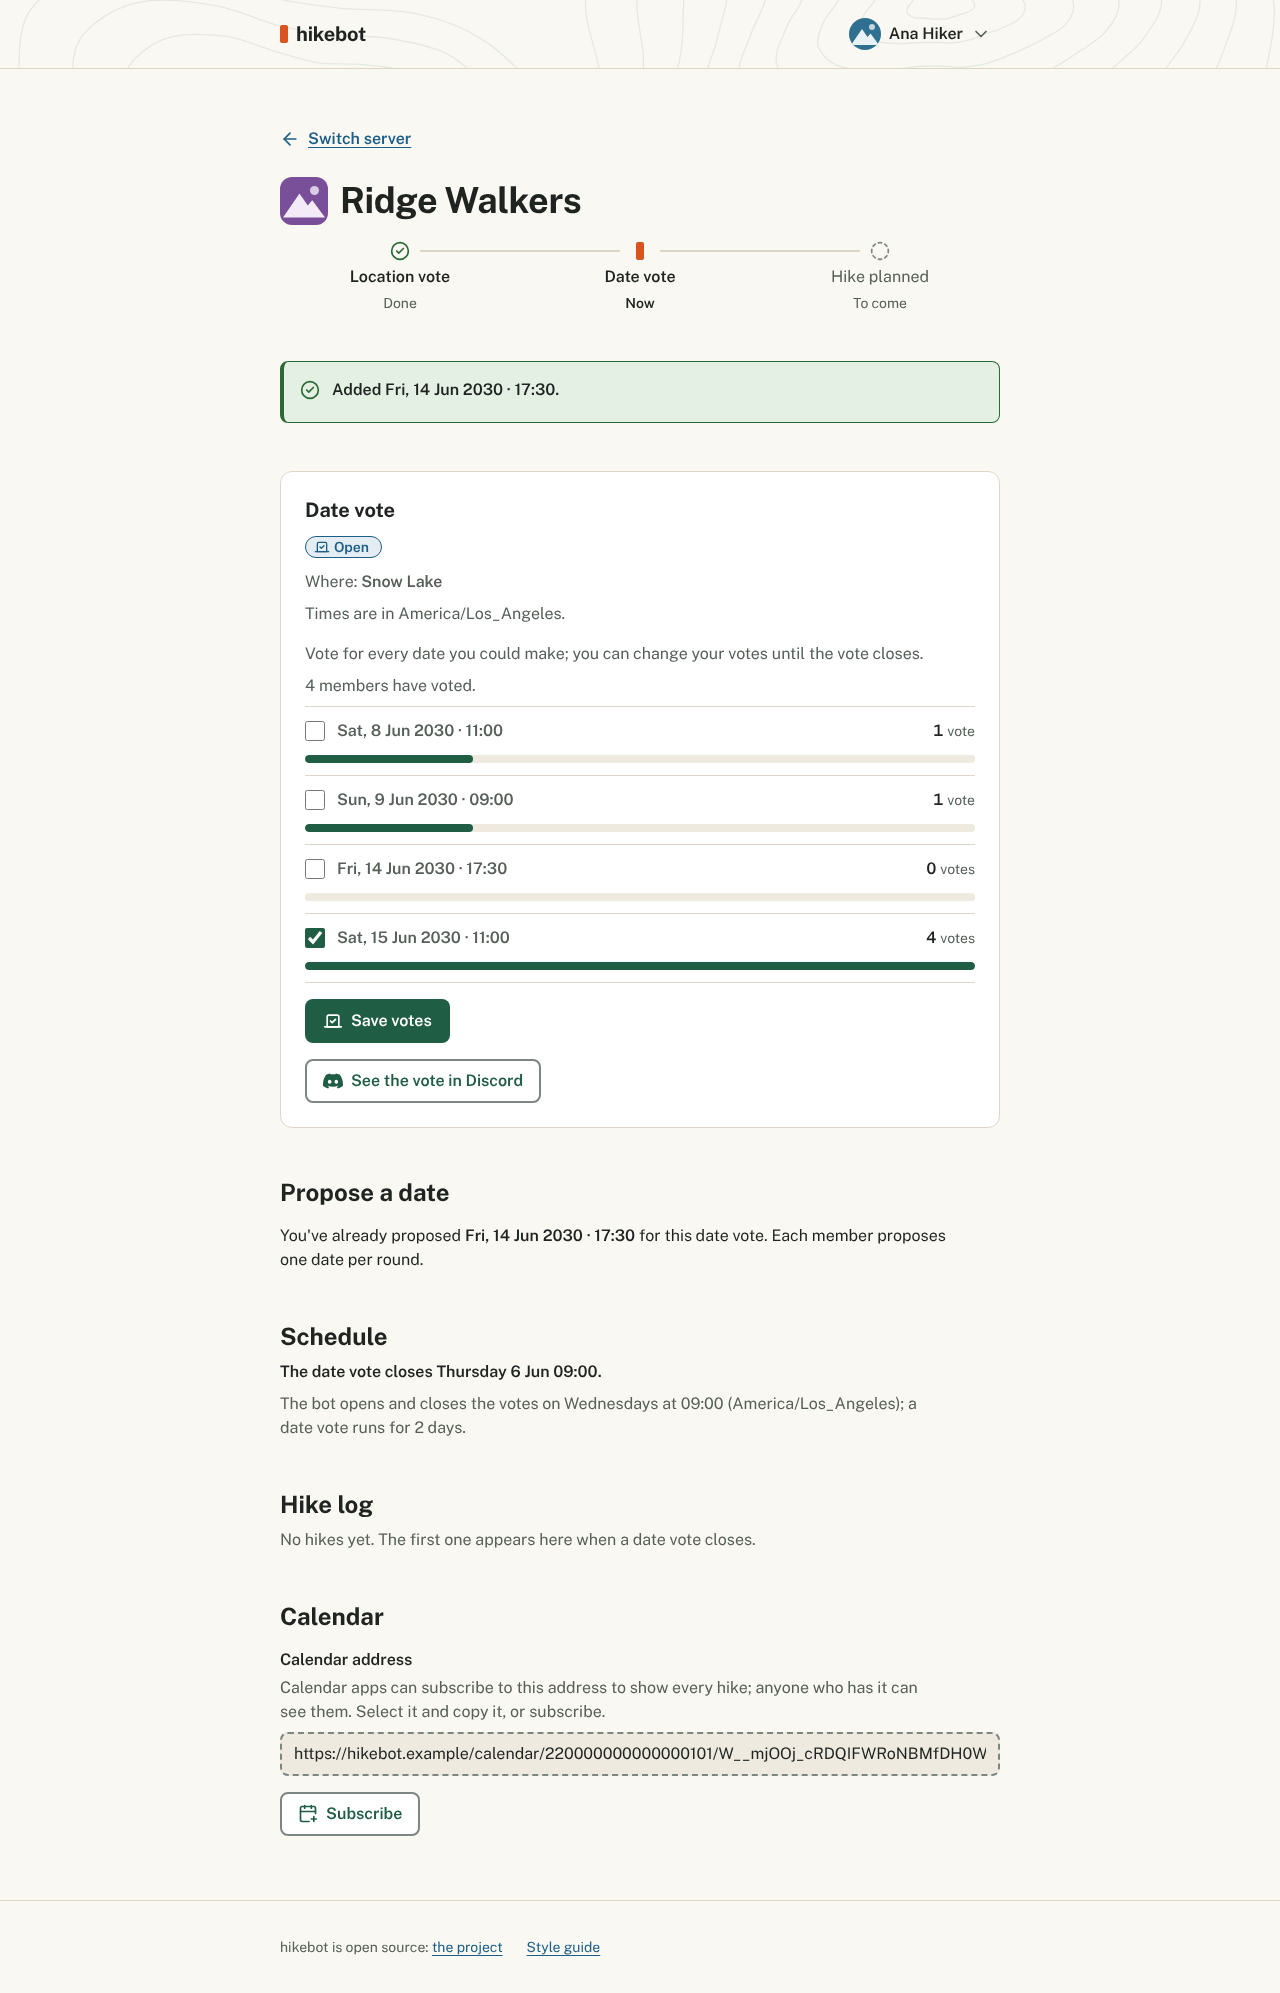 hikebot
Ana Hiker
Switch server
Ridge Walkers
Location vote
Done
Date vote
Now
Hike planned
To come
Added Fri, 14 Jun 2030 · 17:30.
Date vote
Open
Where: Snow Lake
Times are in America/Los_Angeles.
Vote for every date you could make; you can change your votes until the vote closes.
4 members have voted.
Sat, 8 Jun 2030 · 11:00 1 vote
Sun, 9 Jun 2030 · 09:00 1 vote
Fri, 14 Jun 2030 · 17:30 0 votes
Sat, 15 Jun 2030 · 11:00 4 votes
Save votes
See the vote in Discord
Propose a date
You've already proposed Fri, 14 Jun 2030 · 17:30 for this date vote. Each member proposes
one date per round.
Schedule
The date vote closes Thursday 6 Jun 09:00.
The bot opens and closes the votes on Wednesdays at 09:00 (America/Los_Angeles); a
date vote runs for 2 days.
Hike log
No hikes yet. The first one appears here when a date vote closes.
Calendar
Calendar address
Calendar apps can subscribe to this address to show every hike; anyone who has it can
see them. Select it and copy it, or subscribe.
https://hikebot.example/calendar/220000000000000101/W__mjOOj_cRDQIFWRoNBMfDH0W
Subscribe
hikebot is open source: the project Style guide